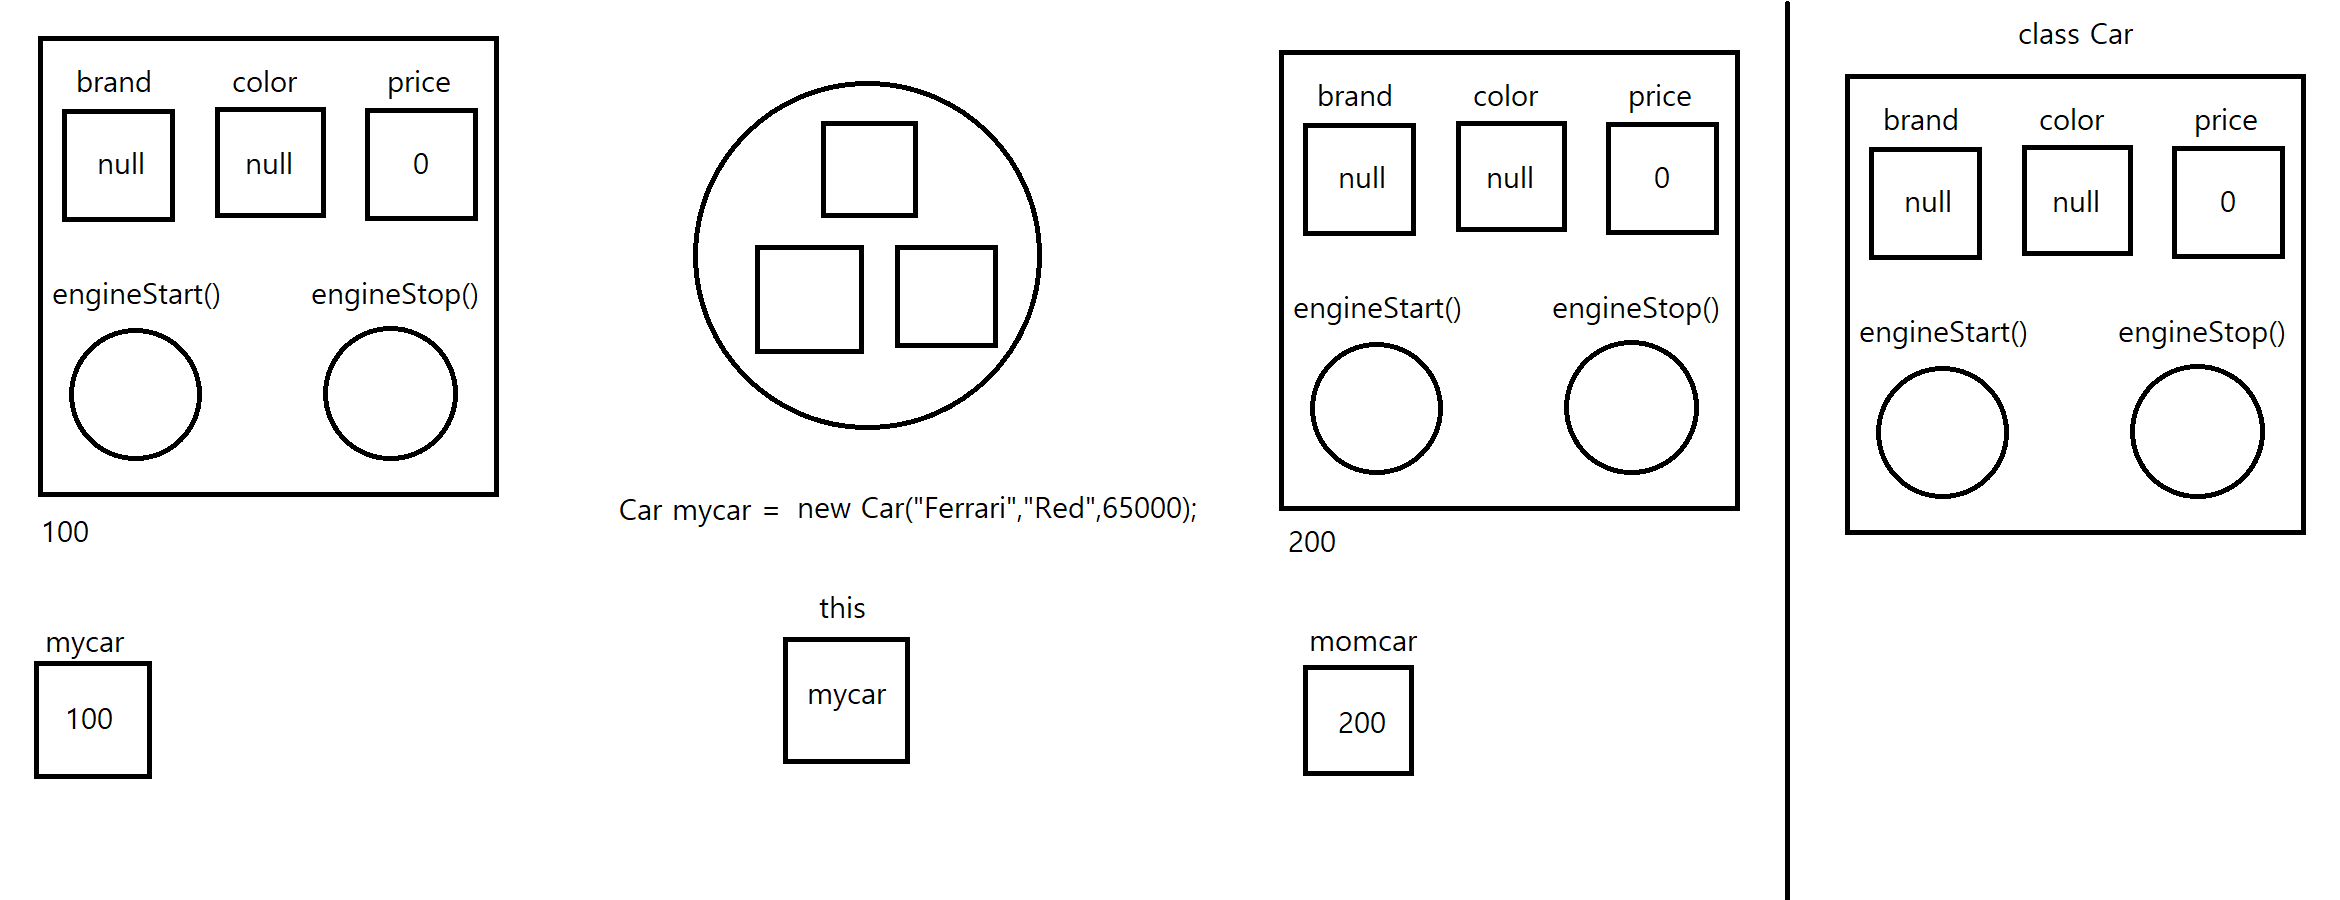 brand color price
null null 0
engineStart() engineStop()
100
mycar
100
Car mycar = new Car("Ferrari","Red",65000);
this
mycar
brand color price
null null 0
engineStart() engineStop()
200
momcar
200
class Car
brand color price
null null 0
engineStart() engineStop()